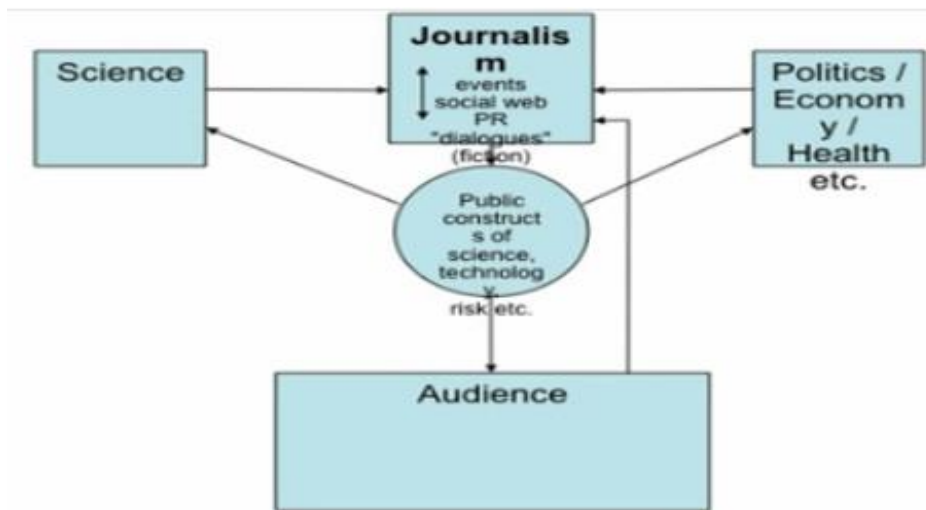 Science
Journalis
m
events
social web
PR
"dialogues"
(fiction)
Politics /
Econom
y /
Health
etc.
Public
construct
s of
science,
technolog
y,
risk etc.
Audience